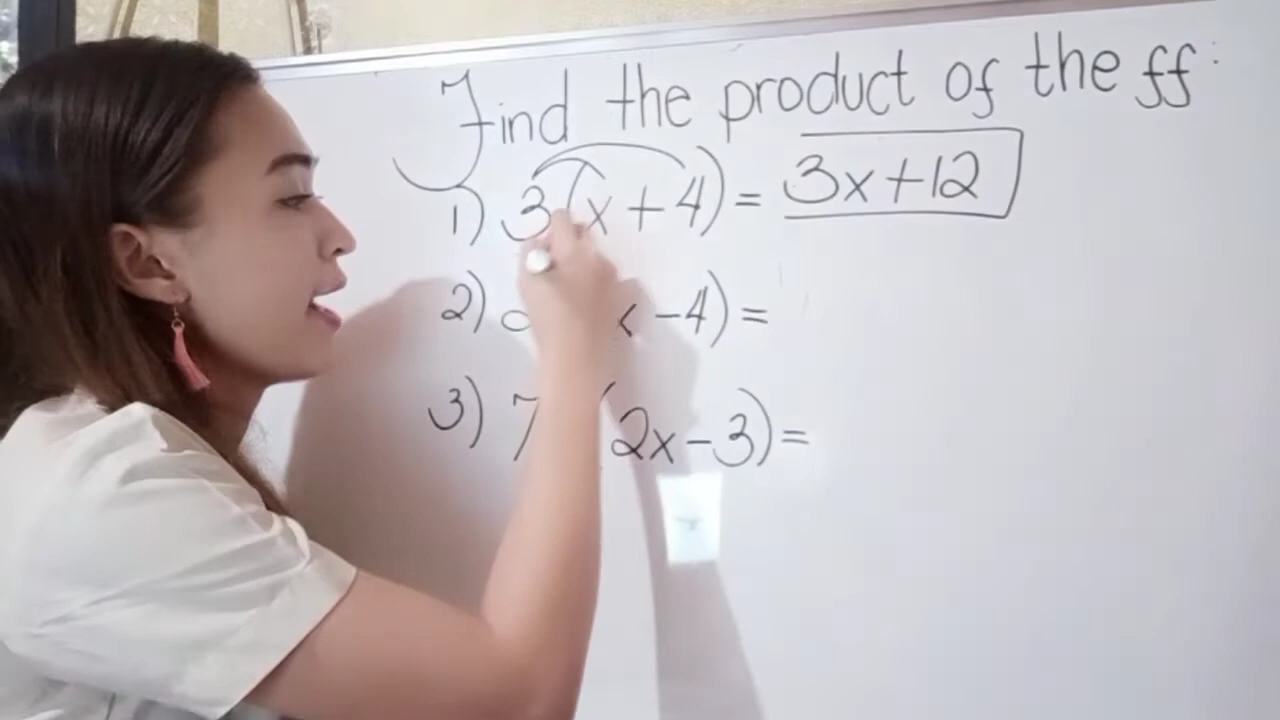 Find the product of the ff:
1) 3(x + 4) = 3x+12
2) - 4) =
3) 7 (2x - 3) =